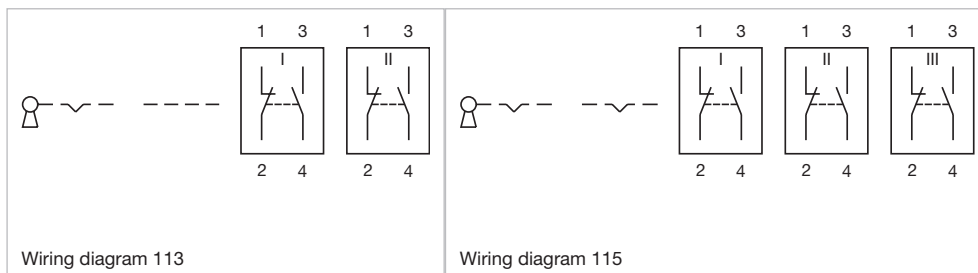 1 3 1 3
I II
2 4 2 4
Wiring diagram 113
1 3 1 3 1 3
I II III
2 4 2 4 2 4
Wiring diagram 115